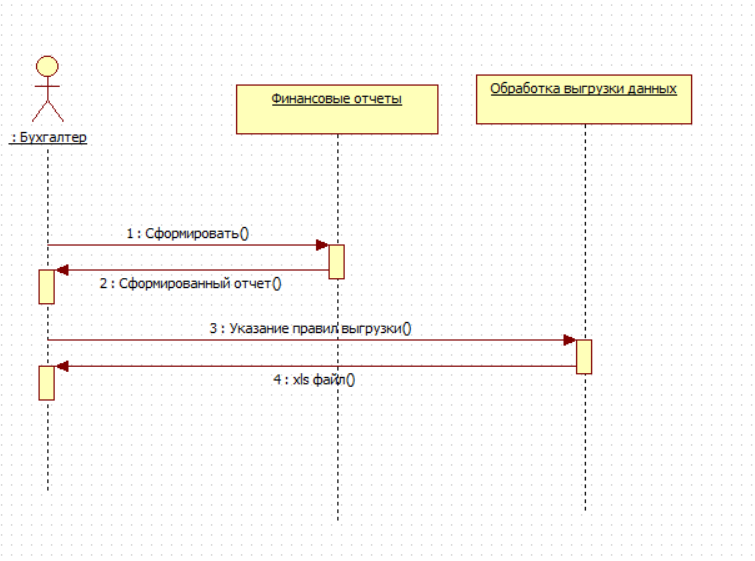 Финансовые отчеты
Обработка выгрузки данных
: Бухгалтер
1 : Сформировать()
2 : Сформированный отчет()
3 : Указание правил выгрузки()
4 : xls файл()